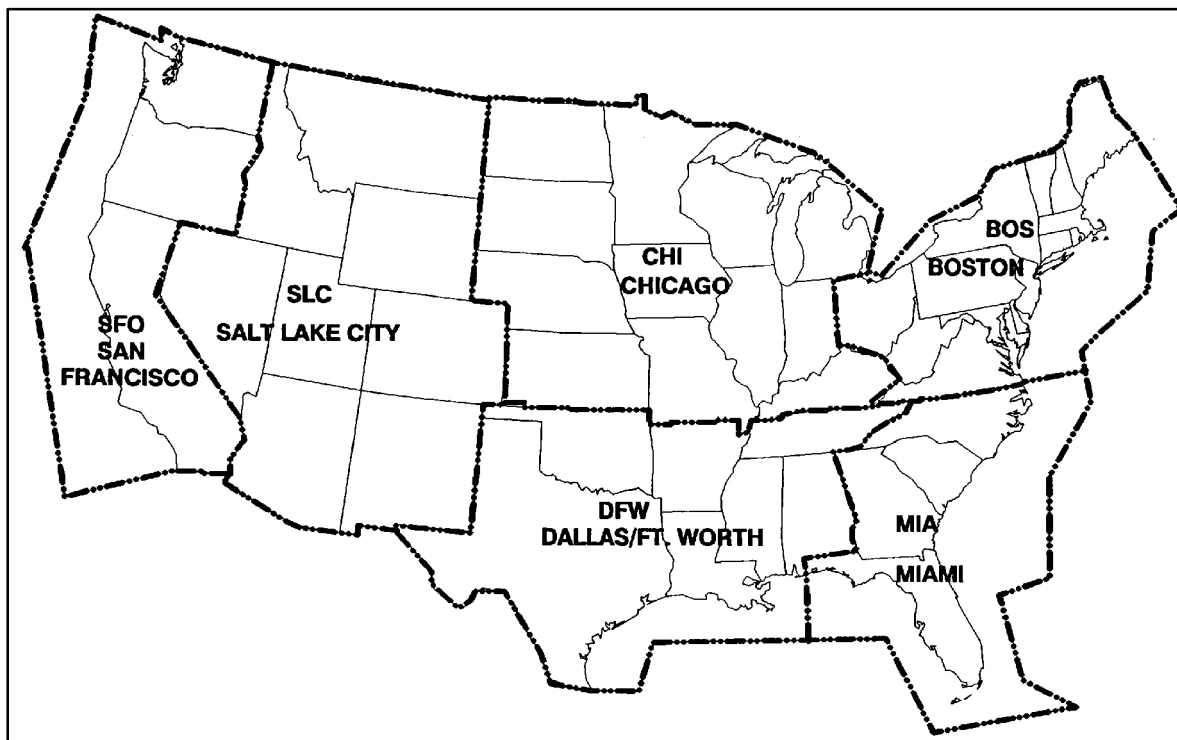 BOS
BOSTON
CHI
CHICAGO
SLC
SALT LAKE CITY
SFO
SAN
FRANCISCO
DFW
DALLAS/FT. WORTH
MIA
MIAMI